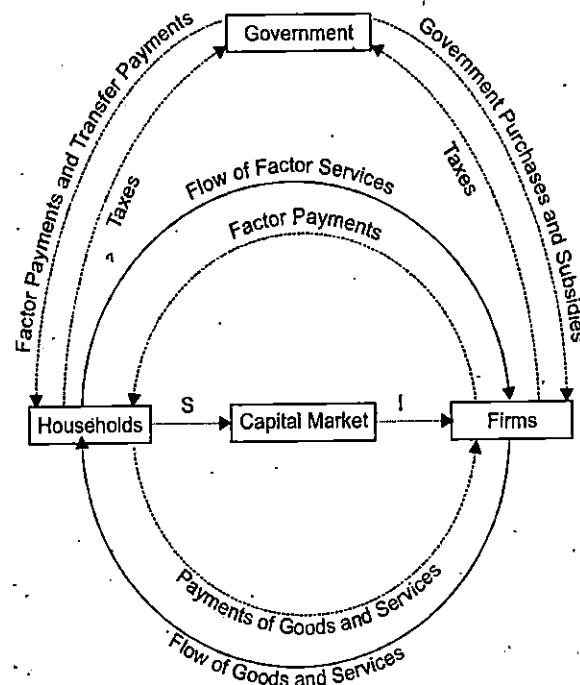 Government
Factor Payments and Transfer Payments
Taxes
Government Purchases and Subsidies
Taxes
Flow of Factor Services
Factor Payments
Households
S
Capital Market
I
Firms
Payments of Goods and Services
Flow of Goods and Services